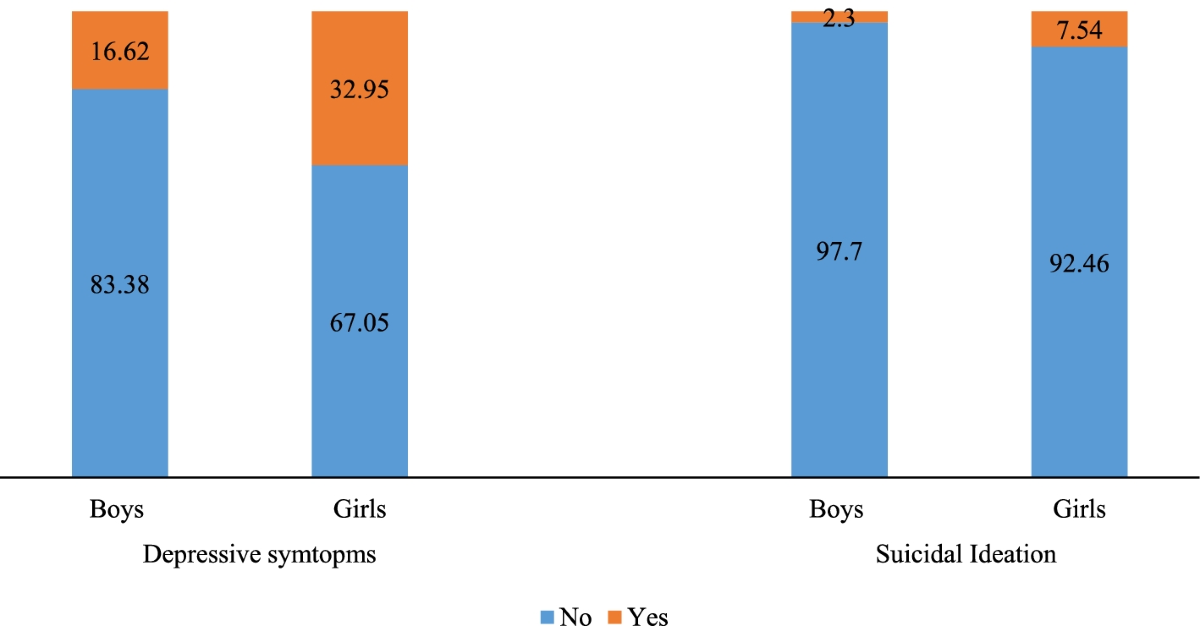 16.62 32.95 2.3 7.54
83.38 67.05 97.7 92.46
Boys Girls Boys Girls
Depressive symtopms Suicidal Ideation
No Yes